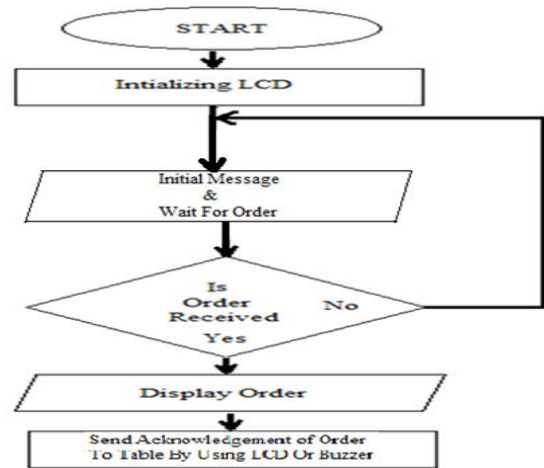 START
Intializing LCD
Initial Message
&
Wait For Order
Is
Order
Received
No
Yes
Display Order
Send Acknowledgement of Order
To Table By Using LCD Or Buzzer